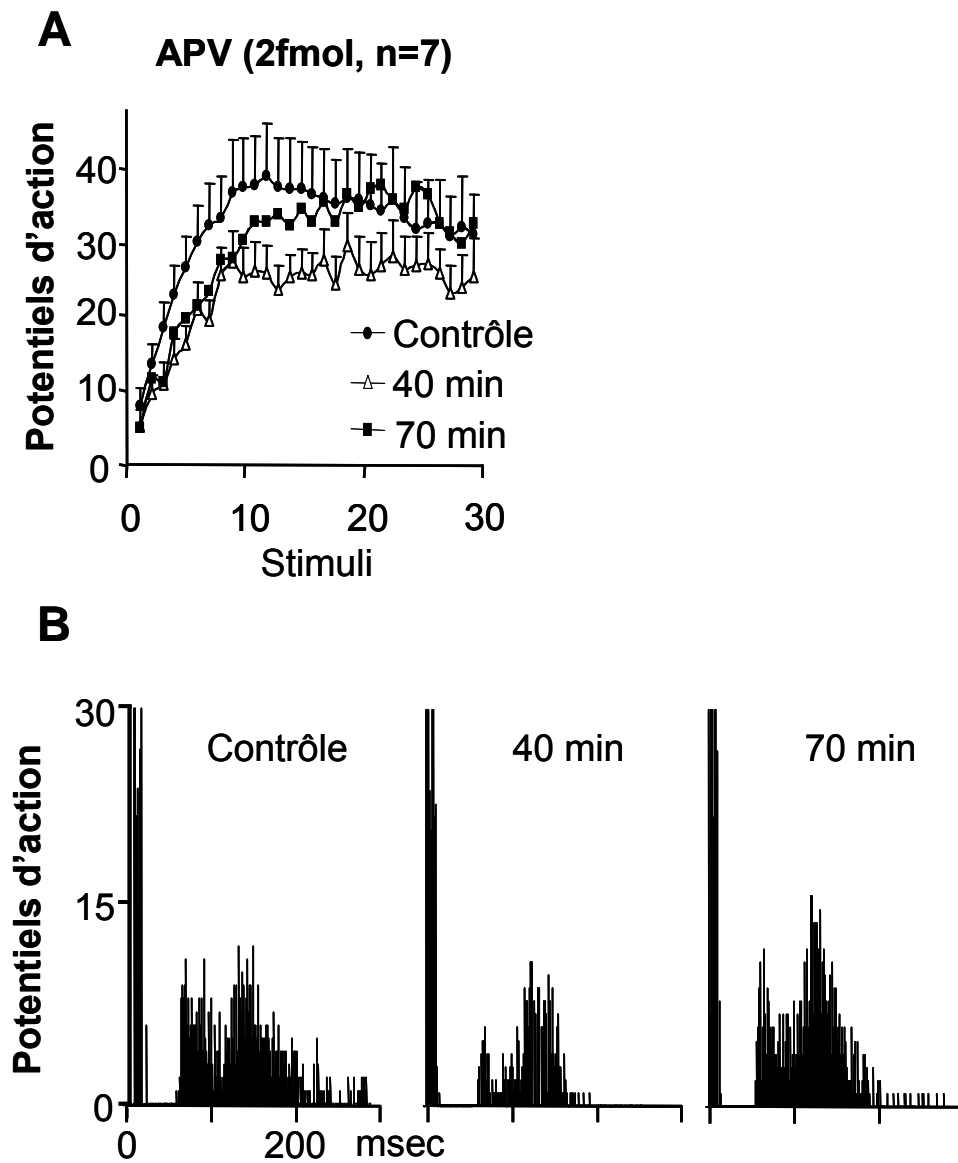 A
APV (2fmol, n=7)
Potentiels d’action
40
30
20
10
0
Contrôle
40 min
70 min
0 10 20 30
Stimuli
B
Potentiels d’action
30
15
0
Contrôle 40 min 70 min
0 200 msec